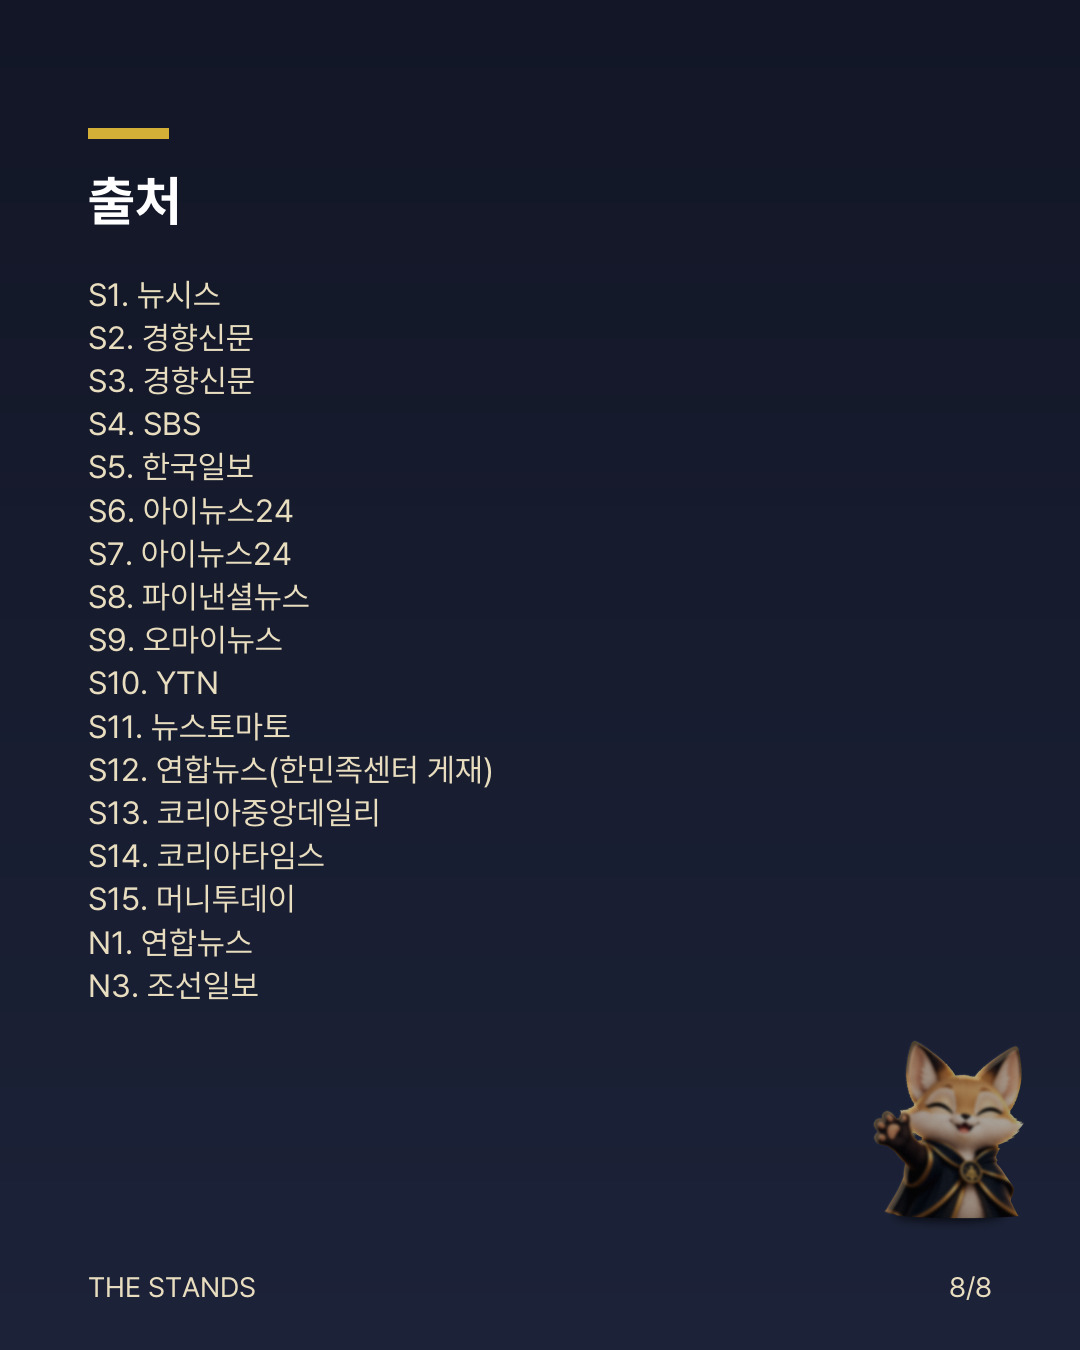 출처
S1. 뉴시스
S2. 경향신문
S3. 경향신문
S4. SBS
S5. 한국일보
S6. 아이뉴스24
S7. 아이뉴스24
S8. 파이낸셜뉴스
S9. 오마이뉴스
S10. YTN
S11. 뉴스토마토
S12. 연합뉴스(한민족센터 게재)
S13. 코리아중앙데일리
S14. 코리아타임스
S15. 머니투데이
N1. 연합뉴스
N3. 조선일보
THE STANDS
8/8